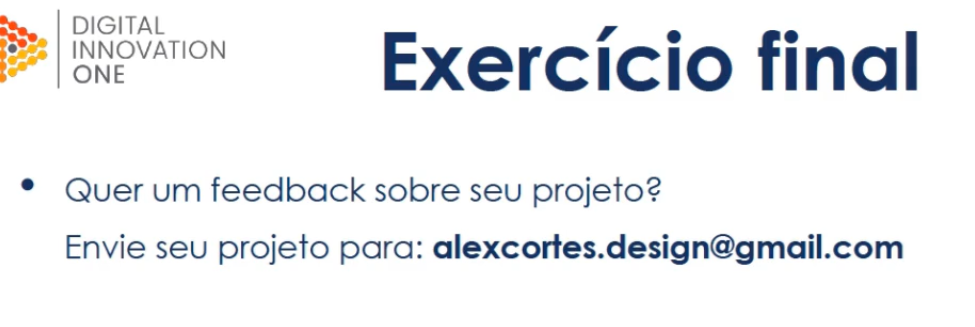 DIGITAL
INNOVATION
ONE
Exercício final
• Quer um feedback sobre seu projeto?
Envie seu projeto para: alexcortes.design@gmail.com